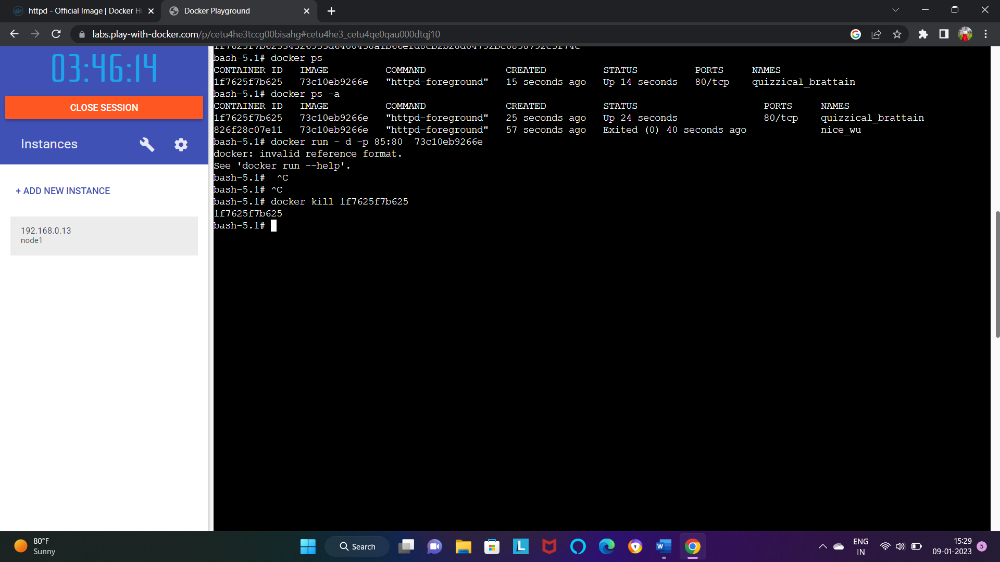 httpd - Official Image | Docker H
Docker Playground
labs.play-with-docker.com/p/cetu4he3tccg00bisahg#cetu4he3_cetu4qe0qau000dtqj10
03:46:14
CLOSE SESSION
Instances
+ ADD NEW INSTANCE
192.168.0.13
node1
bash-5.1# docker ps
CONTAINER ID   IMAGE          COMMAND              CREATED          STATUS          PORTS     NAMES
1f7625f7b625   73c10eb9266e   "httpd-foreground"   15 seconds ago   Up 14 seconds   80/tcp    quizzical_brattain
bash-5.1# docker ps -a
CONTAINER ID   IMAGE          COMMAND              CREATED          STATUS                      PORTS     NAMES
1f7625f7b625   73c10eb9266e   "httpd-foreground"   25 seconds ago   Up 24 seconds               80/tcp    quizzical_brattain
826f28c07e11   73c10eb9266e   "httpd-foreground"   57 seconds ago   Exited (0) 40 seconds ago             nice_wu
bash-5.1# docker run - d -p 85:80  73c10eb9266e
docker: invalid reference format.
See 'docker run --help'.
bash-5.1#  ^C
bash-5.1# ^C
bash-5.1# docker kill 1f7625f7b625
1f7625f7b625
bash-5.1#
80°F
Sunny
Search
ENG
IN
15:29
09-01-2023
5